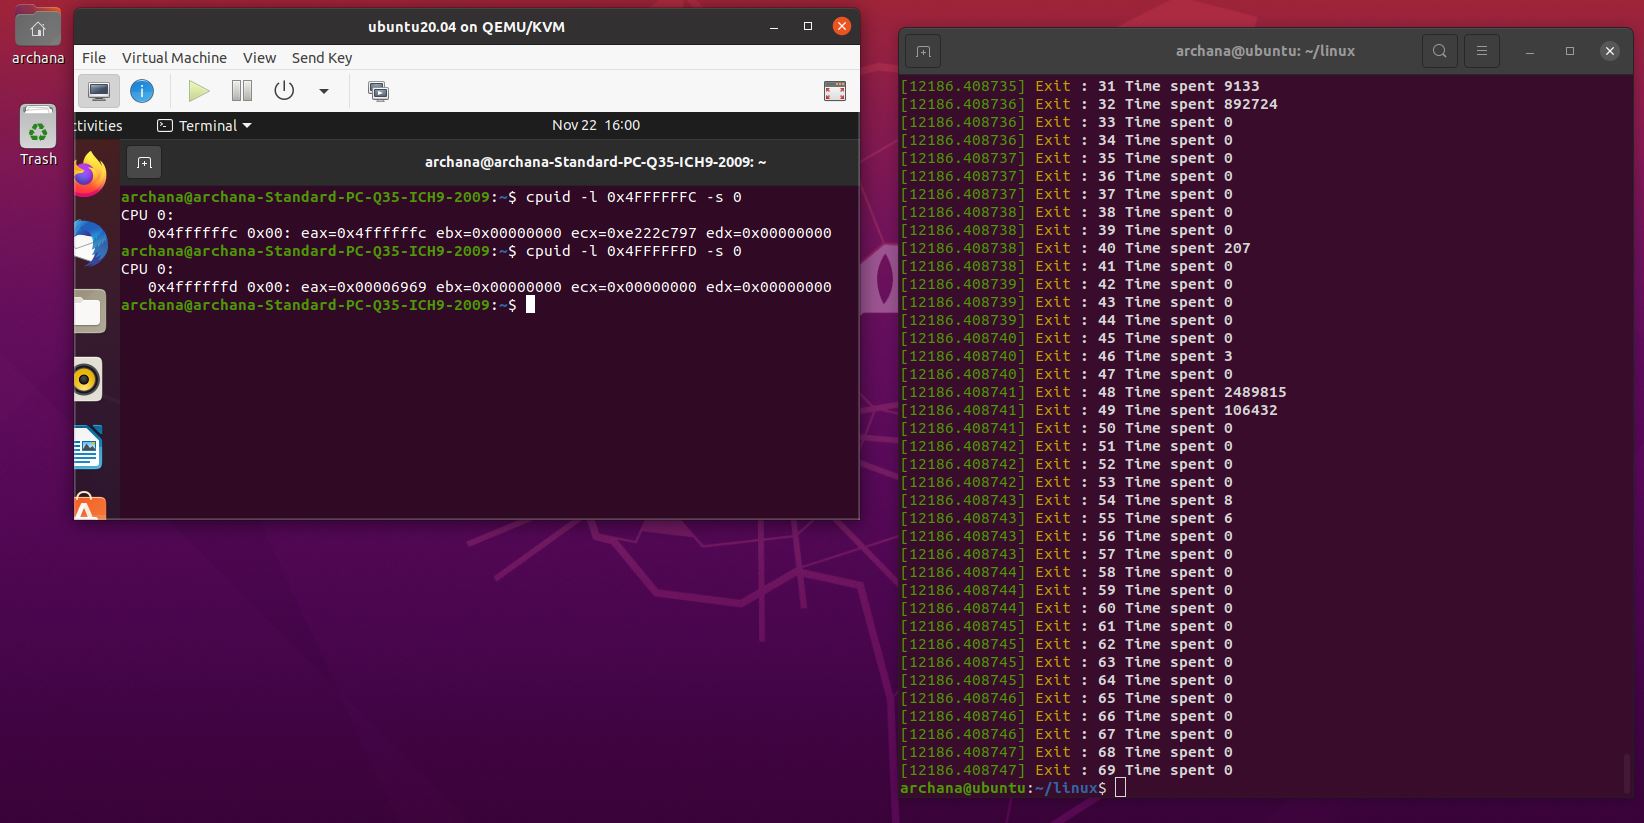 archana
Trash
ubuntu20.04 on QEMU/KVM
File Virtual Machine View Send Key
ctivities Terminal Nov 22 16:00
archana@archana-Standard-PC-Q35-ICH9-2009: ~
archana@archana-Standard-PC-Q35-ICH9-2009:~$ cpuid -l 0x4FFFFFFC -s 0
CPU 0:
0x4ffffffc 0x00: eax=0x4ffffffc ebx=0x00000000 ecx=0xe222c797 edx=0x00000000
archana@archana-Standard-PC-Q35-ICH9-2009:~$ cpuid -l 0x4FFFFFFD -s 0
CPU 0:
0x4ffffffd 0x00: eax=0x00006969 ebx=0x00000000 ecx=0x00000000 edx=0x00000000
archana@archana-Standard-PC-Q35-ICH9-2009:~$
archana@ubuntu: ~/linux
[12186.408735] Exit : 31 Time spent 9133
[12186.408736] Exit : 32 Time spent 892724
[12186.408736] Exit : 33 Time spent 0
[12186.408736] Exit : 34 Time spent 0
[12186.408737] Exit : 35 Time spent 0
[12186.408737] Exit : 36 Time spent 0
[12186.408737] Exit : 37 Time spent 0
[12186.408738] Exit : 38 Time spent 0
[12186.408738] Exit : 39 Time spent 0
[12186.408738] Exit : 40 Time spent 207
[12186.408738] Exit : 41 Time spent 0
[12186.408739] Exit : 42 Time spent 0
[12186.408739] Exit : 43 Time spent 0
[12186.408739] Exit : 44 Time spent 0
[12186.408740] Exit : 45 Time spent 0
[12186.408740] Exit : 46 Time spent 3
[12186.408740] Exit : 47 Time spent 0
[12186.408741] Exit : 48 Time spent 2489815
[12186.408741] Exit : 49 Time spent 106432
[12186.408741] Exit : 50 Time spent 0
[12186.408742] Exit : 51 Time spent 0
[12186.408742] Exit : 52 Time spent 0
[12186.408742] Exit : 53 Time spent 0
[12186.408743] Exit : 54 Time spent 8
[12186.408743] Exit : 55 Time spent 6
[12186.408743] Exit : 56 Time spent 0
[12186.408743] Exit : 57 Time spent 0
[12186.408744] Exit : 58 Time spent 0
[12186.408744] Exit : 59 Time spent 0
[12186.408744] Exit : 60 Time spent 0
[12186.408745] Exit : 61 Time spent 0
[12186.408745] Exit : 62 Time spent 0
[12186.408745] Exit : 63 Time spent 0
[12186.408745] Exit : 64 Time spent 0
[12186.408746] Exit : 65 Time spent 0
[12186.408746] Exit : 66 Time spent 0
[12186.408746] Exit : 67 Time spent 0
[12186.408747] Exit : 68 Time spent 0
[12186.408747] Exit : 69 Time spent 0
archana@ubuntu:~/linux$